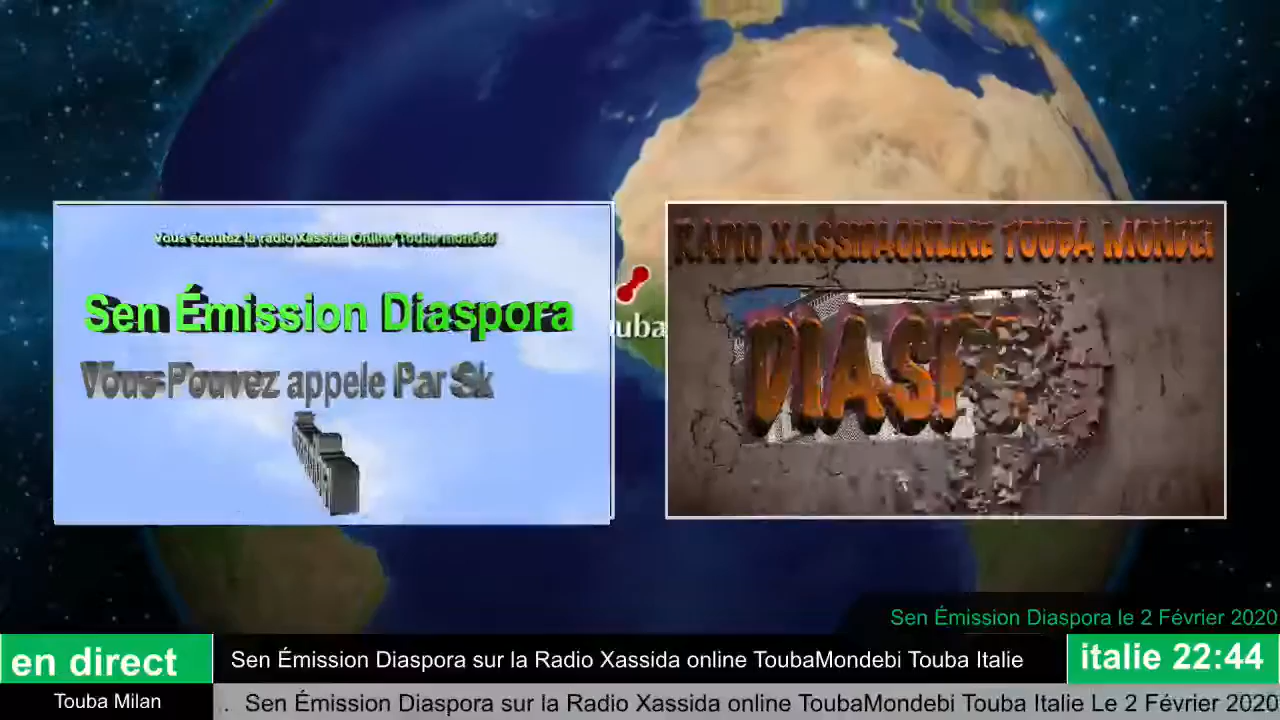 Vous écoutez la radio Xassida Online Touba mondebi
Sen Émission Diaspora
Vous Pouvez appele Par Sk
RADIO XASSIDAONLINE TOUBA MONDEBI
DIASP
uba
Sen Émission Diaspora le 2 Février 2020
en direct
Sen Émission Diaspora sur la Radio Xassida online ToubaMondebi Touba Italie
italie 22:44
Touba Milan
.. Sen Émission Diaspora sur la Radio Xassida online ToubaMondebi Touba Italie Le 2 Février 2020